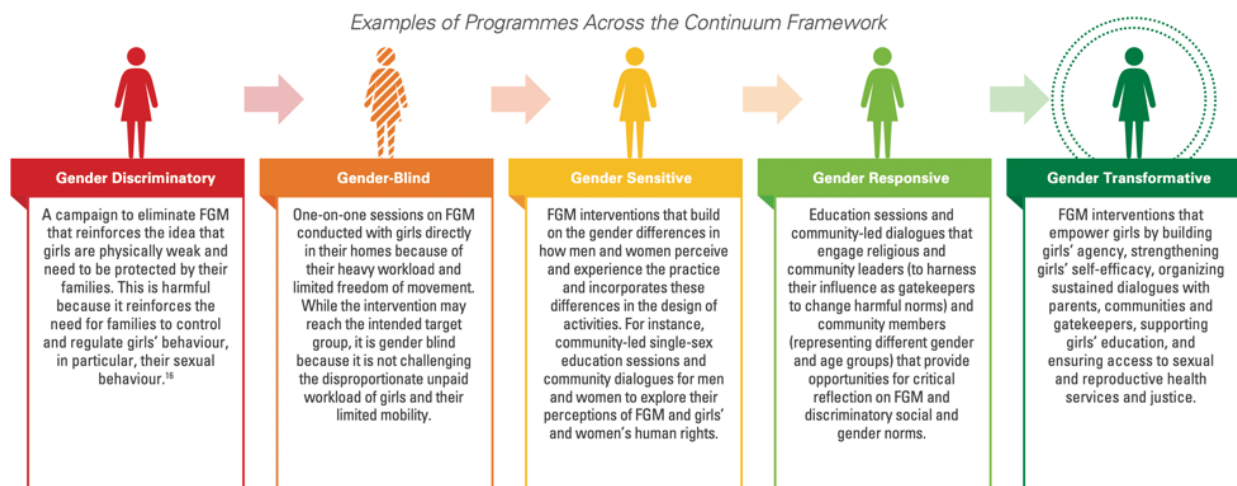 Examples of Programmes Across the Continuum Framework
Gender Discriminatory
A campaign to eliminate FGM
that reinforces the idea that
girls are physically weak and
need to be protected by their
families. This is harmful
because it reinforces the
need for families to control
and regulate girls' behaviour,
in particular, their sexual
behaviour.¹⁶
Gender-Blind
One-on-one sessions on FGM
conducted with girls directly
in their homes because of
their heavy workload and
limited freedom of movement.
While the intervention may
reach the intended target
group, it is gender blind
because it is not challenging
the disproportionate unpaid
workload of girls and their
limited mobility.
Gender Sensitive
FGM interventions that build
on the gender differences in
how men and women perceive
and experience the practice
and incorporates these
differences in the design of
activities. For instance,
community-led single-sex
education sessions and
community dialogues for men
and women to explore their
perceptions of FGM and girls'
and women's human rights.
Gender Responsive
Education sessions and
community-led dialogues that
engage religious and
community leaders (to harness
their influence as gatekeepers
to change harmful norms) and
community members
(representing different gender
and age groups) that provide
opportunities for critical
reflection on FGM and
discriminatory social and
gender norms.
Gender Transformative
FGM interventions that
empower girls by building
girls' agency, strengthening
girls' self-efficacy, organizing
sustained dialogues with
parents, communities and
gatekeepers, supporting
girls' education, and
ensuring access to sexual
and reproductive health
services and justice.